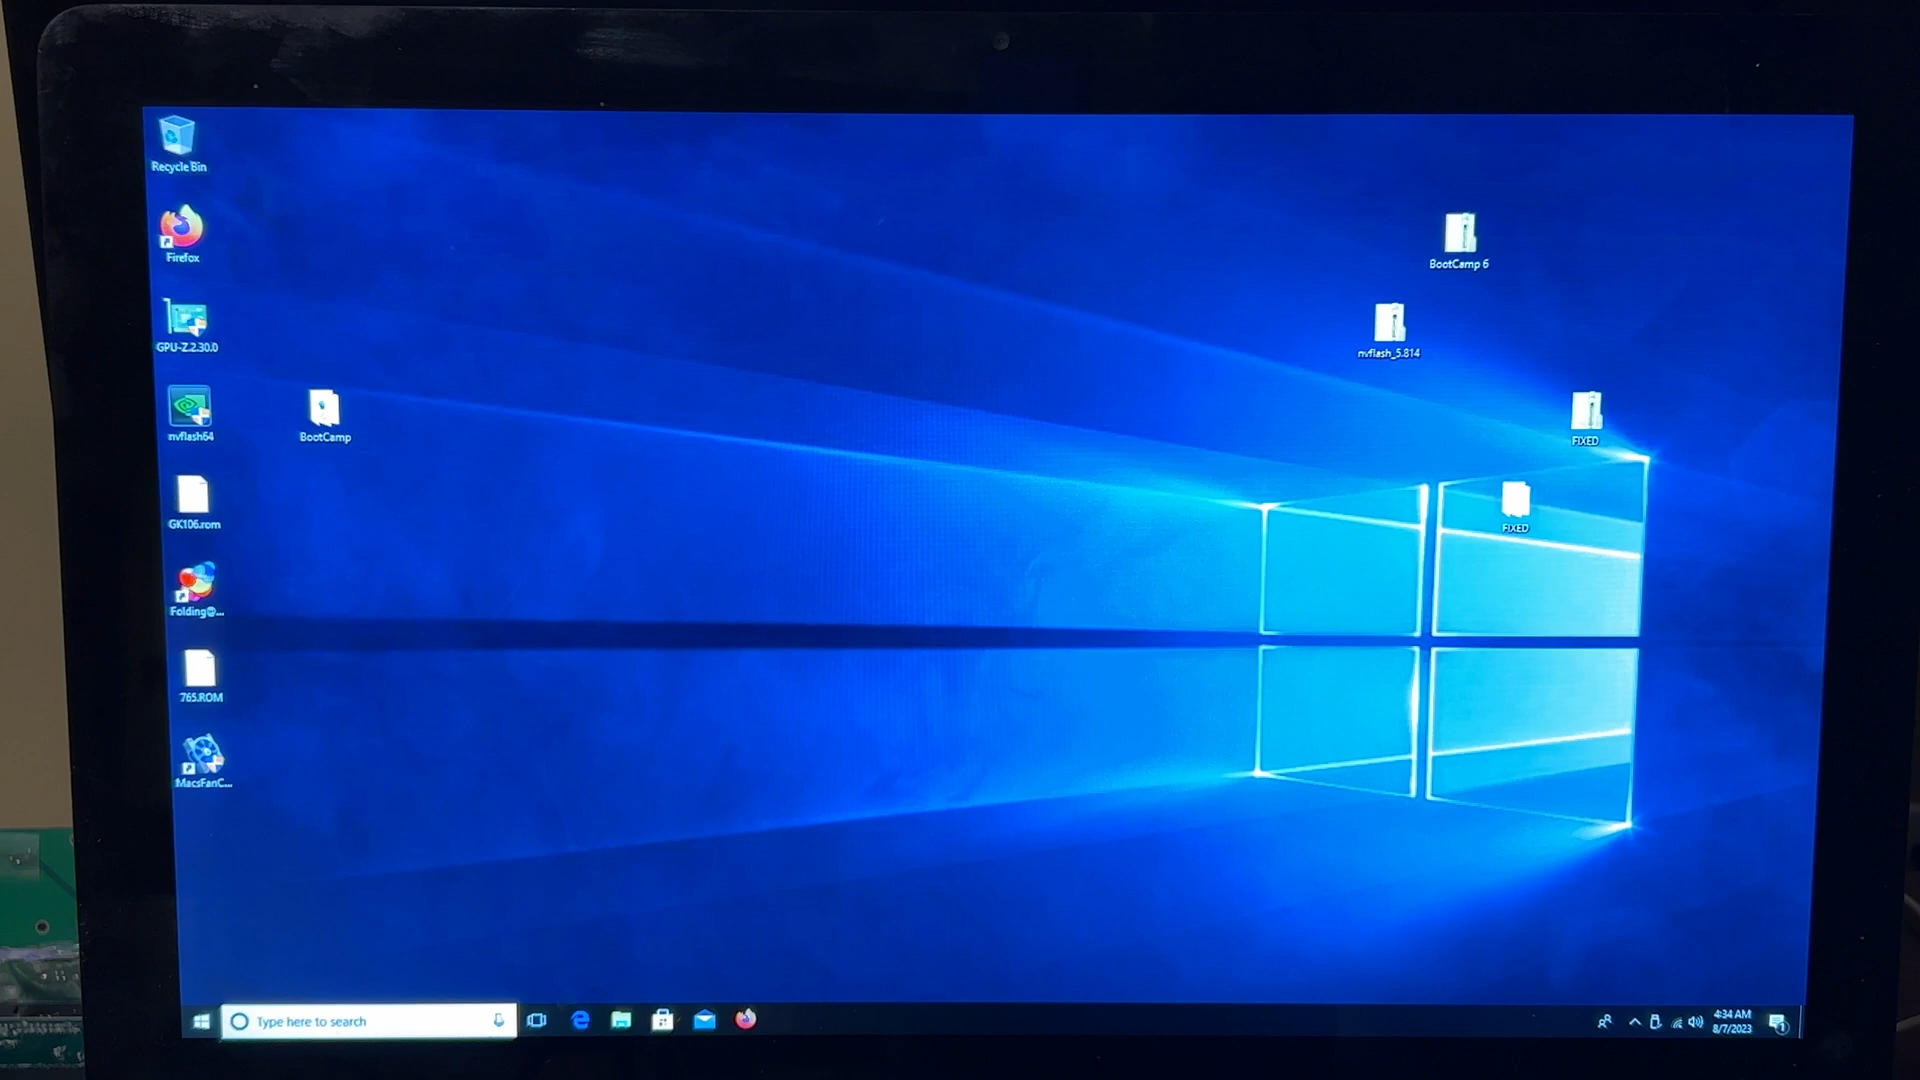 Recycle Bin
Firefox
GPU-Z.2.30.0
nvflash64
BootCamp
GK106.rom
Folding@...
765.ROM
MacsFanC...
BootCamp 6
nvflash_5.814
FIXED
FIXED
Type here to search
4:34 AM
8/7/2023
1